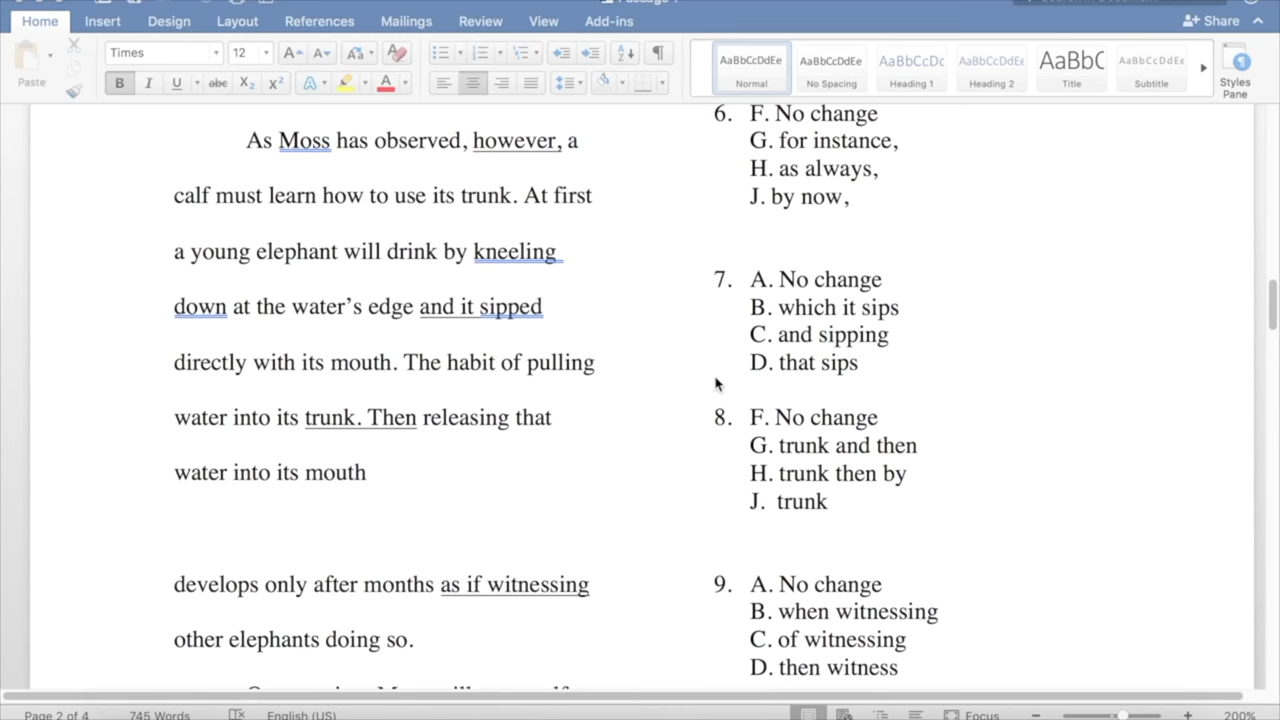 Home Insert Design Layout References Mailings Review View Add-ins Share
Times 12 AaBbCcDdEe AaBbCcDdEe AaBbCcDc AaBbCcDdEe AaBbC AaBbCcDdEe
Paste B I U abc X₂ X² A A Normal No Spacing Heading 1 Heading 2 Title Subtitle Styles Pane
As Moss has observed, however, a
calf must learn how to use its trunk. At first
a young elephant will drink by kneeling
down at the water’s edge and it sipped
directly with its mouth. The habit of pulling
water into its trunk. Then releasing that
water into its mouth
develops only after months as if witnessing
other elephants doing so.
6. F. No change
G. for instance,
H. as always,
J. by now,
7. A. No change
B. which it sips
C. and sipping
D. that sips
8. F. No change
G. trunk and then
H. trunk then by
J. trunk
9. A. No change
B. when witnessing
C. of witnessing
D. then witness
Page 2 of 4 745 Words English (US) Focus 200%